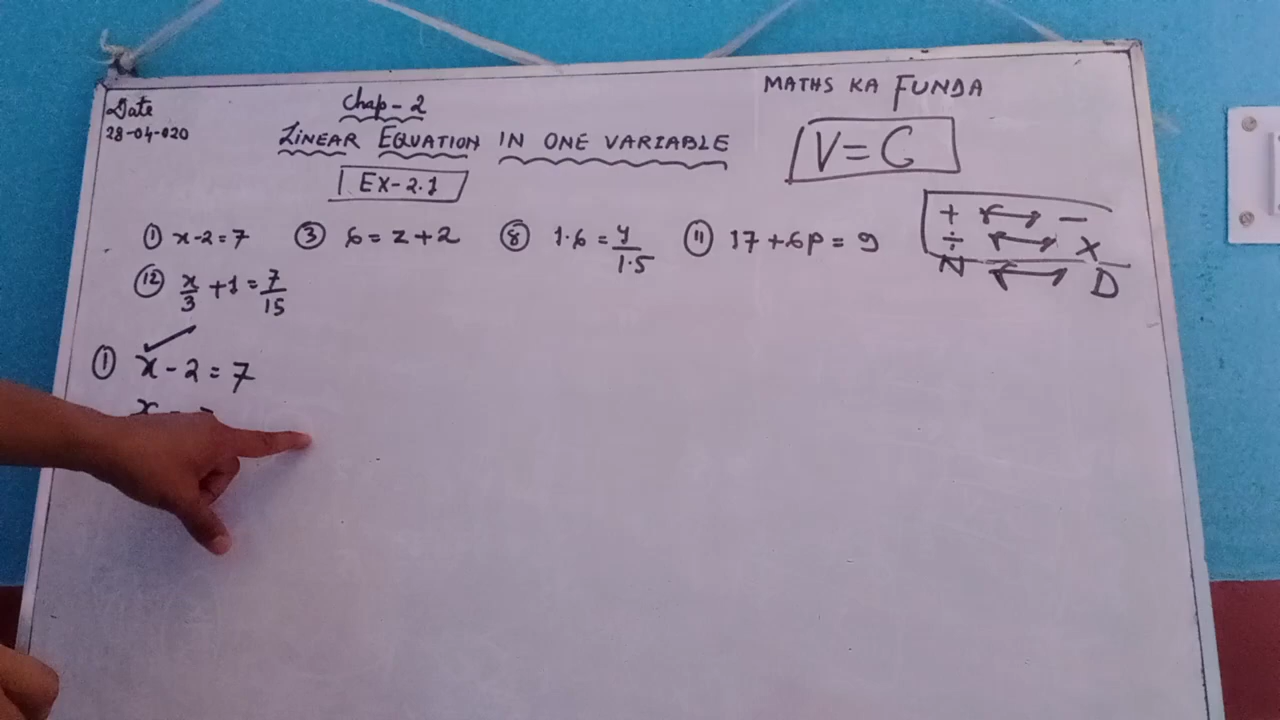 Date
28-04-020
Chap-2
LINEAR EQUATION IN ONE VARIABLE
EX-2.1
MATHS KA FUNDA
V=C
+ ↔ -
÷ ↔ X
N ↔ D
① x-2=7 ③ 6=z+2 ⑧ 1.6=y/1.5 ⑪ 17+6p=9
⑫ x/3+1=7/15
① x-2=7
x =